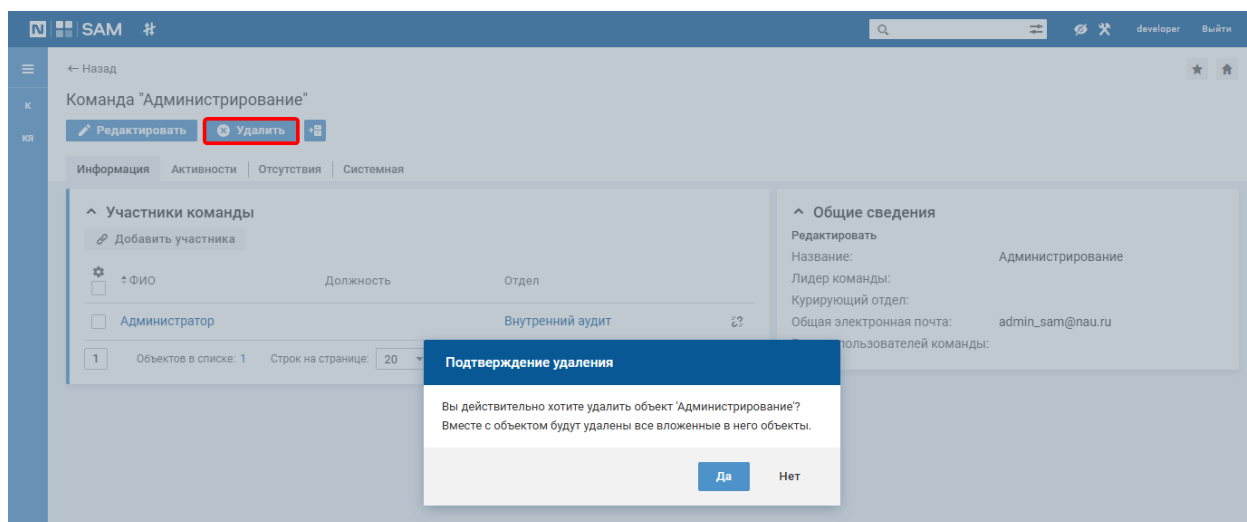 N SAM
developer Выйти
← Назад
К
КЯ
Команда "Администрирование"
Редактировать Удалить
Информация Активности Отсутствия Системная
Участники команды
Добавить участника
ФИО Должность Отдел
Администратор Внутренний аудит
1 Объектов в списке: 1 Строк на странице: 20
Общие сведения
Редактировать
Название: Администрирование
Лидер команды:
Курирующий отдел:
Общая электронная почта: admin_sam@nau.ru
пользователей команды:
Подтверждение удаления
Вы действительно хотите удалить объект 'Администрирование'?
Вместе с объектом будут удалены все вложенные в него объекты.
Да Нет